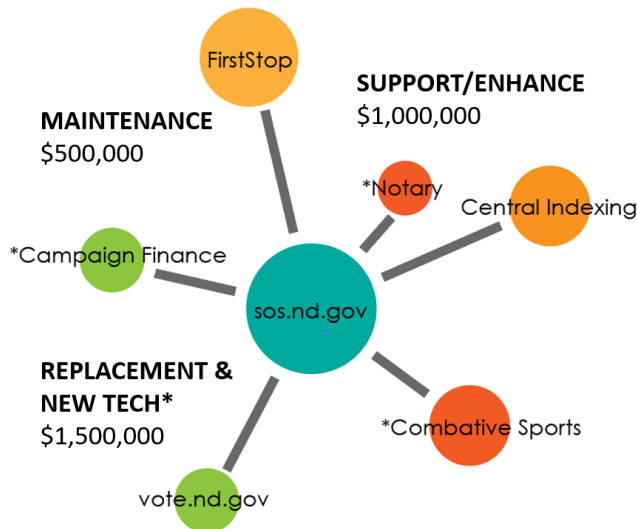 FirstStop
SUPPORT/ENHANCE
$1,000,000
MAINTENANCE
$500,000
*Notary
Central Indexing
*Campaign Finance
sos.nd.gov
REPLACEMENT &
NEW TECH*
$1,500,000
*Combative Sports
vote.nd.gov